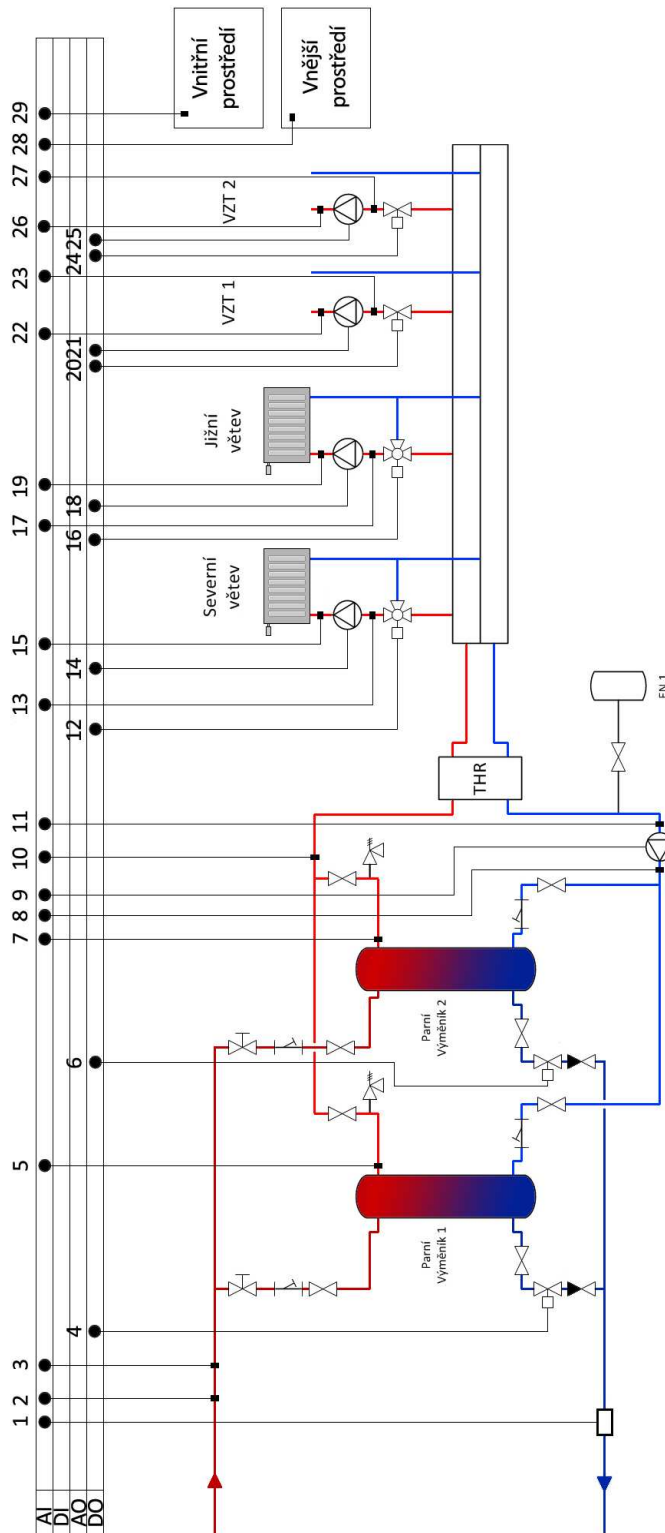 AI
DI
AO
DO
1
2
3
4
5
6
7
8
9
10
11
12
13
14
15
16
17
18
19
20
21
22
23
24
25
26
27
28
29
Vnitřní
prostředí
Vnější
prostředí
VZT 2
VZT 1
Jižní
větev
Severní
větev
THR
EN 1
Parní
Výměník 2
Parní
Výměník 1